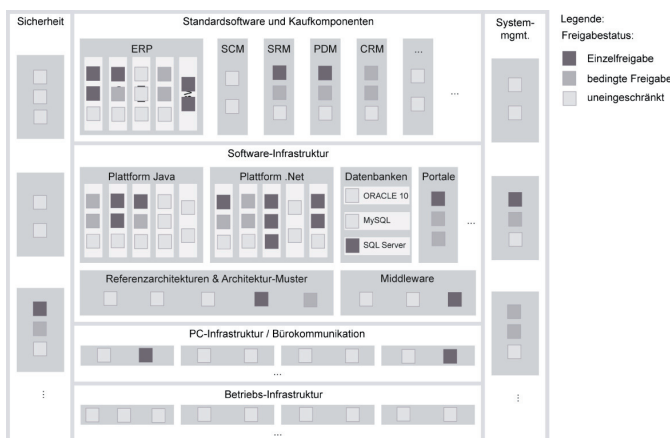 Sicherheit
Standardsoftware und Kaufkomponenten
System-
mgmt.
Legende:
Freigabestatus:
Einzelfreigabe
bedingte Freigabe
uneingeschränkt
ERP
SCM
SRM
PDM
CRM
...
...
Software-Infrastruktur
Plattform Java
Plattform .Net
Datenbanken
Portale
ORACLE 10
MySQL
SQL Server
...
Referenzarchitekturen & Architektur-Muster
Middleware
PC-Infrastruktur / Bürokommunikation
...
Betriebs-Infrastruktur
...